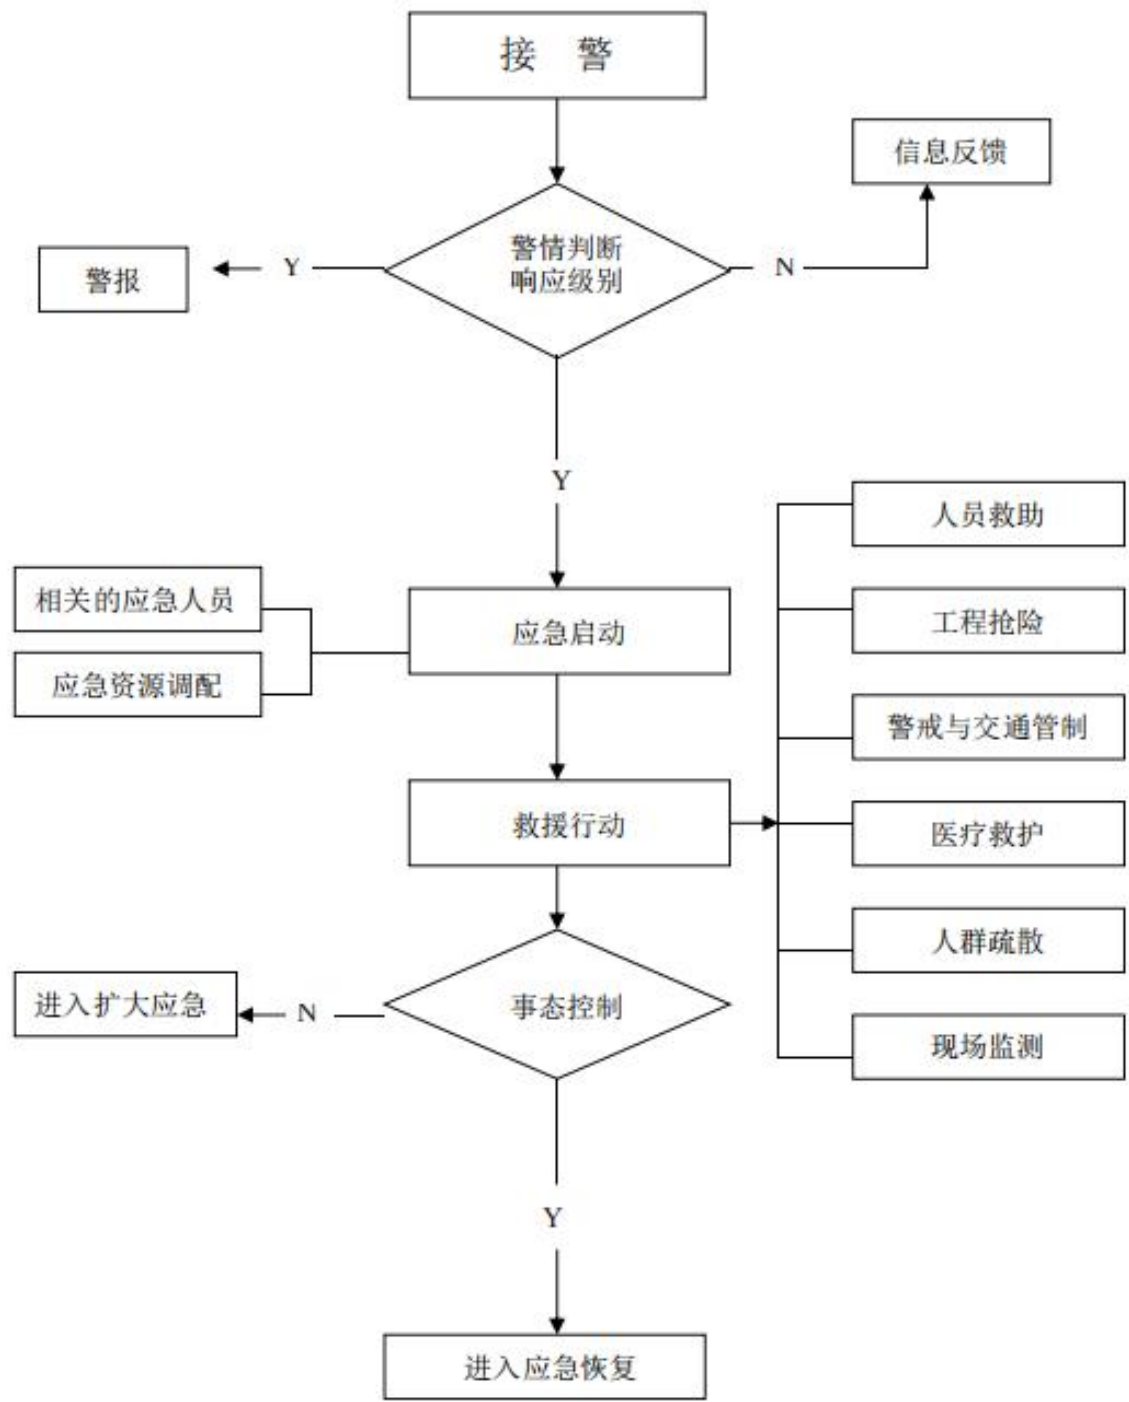 接 警
信息反馈
警情判断
响应级别
Y
N
警报
Y
人员救助
相关的应急人员
工程抢险
应急启动
应急资源调配
警戒与交通管制
救援行动
医疗救护
人群疏散
进入扩大应急
N
事态控制
现场监测
Y
进入应急恢复